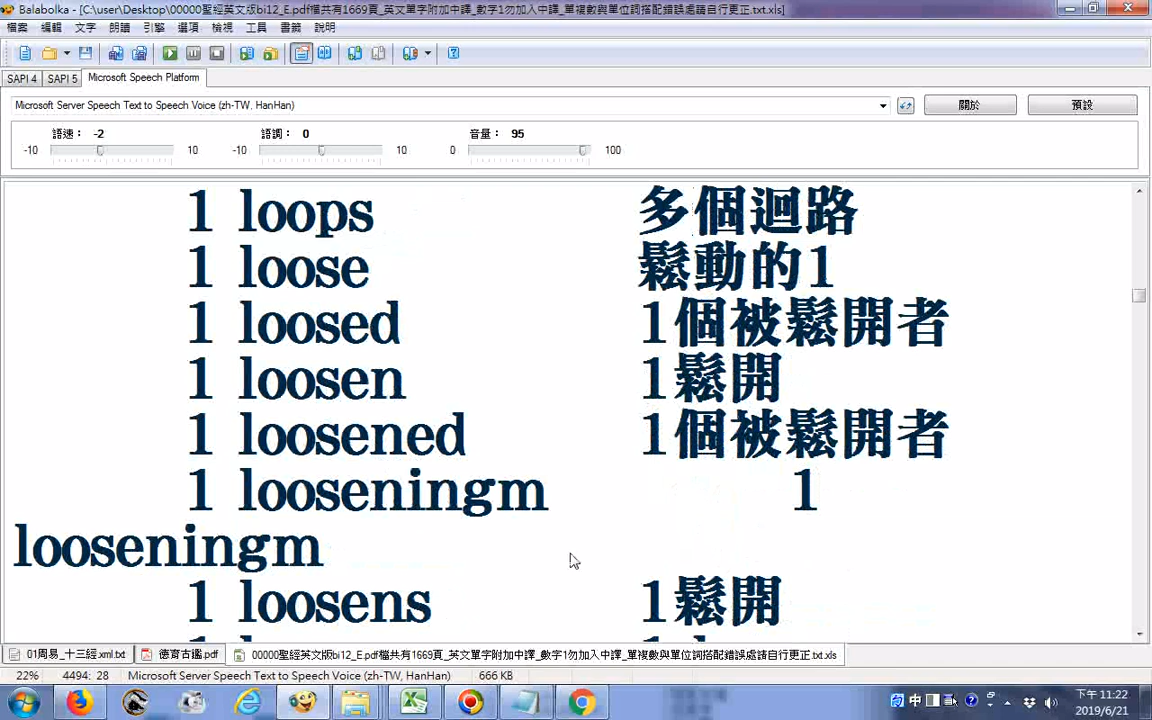 Balabolka - [C:\user\Desktop\00000聖經英文版bi12_E.pdf檔共有1669頁_英文單字附加中譯_數字1勿加入中譯_單複數與單位詞搭配錯誤處請自行更正.txt.xls]
檔案 編輯 文字 朗讀 引擎 選項 檢視 工具 書籤 說明
SAPI 4 SAPI 5 Microsoft Speech Platform
Microsoft Server Speech Text to Speech Voice (zh-TW, HanHan) 關於 預設
語速： -2 語調： 0 音量： 95
-10 10 -10 10 0 100
1 loops 多個迴路
1 loose 鬆動的1
1 loosed 1個被鬆開者
1 loosen 1鬆開
1 loosened 1個被鬆開者
1 looseningm 1
looseningm
1 loosens 1鬆開
01周易_十三經.xml.txt 德育古鑑.pdf 00000聖經英文版bi12_E.pdf檔共有1669頁_英文單字附加中譯_數字1勿加入中譯_單複數與單位詞搭配錯誤處請自行更正.txt.xls
22% 4494: 28 Microsoft Server Speech Text to Speech Voice (zh-TW, HanHan) 666 KB
中 下午 11:22
2019/6/21